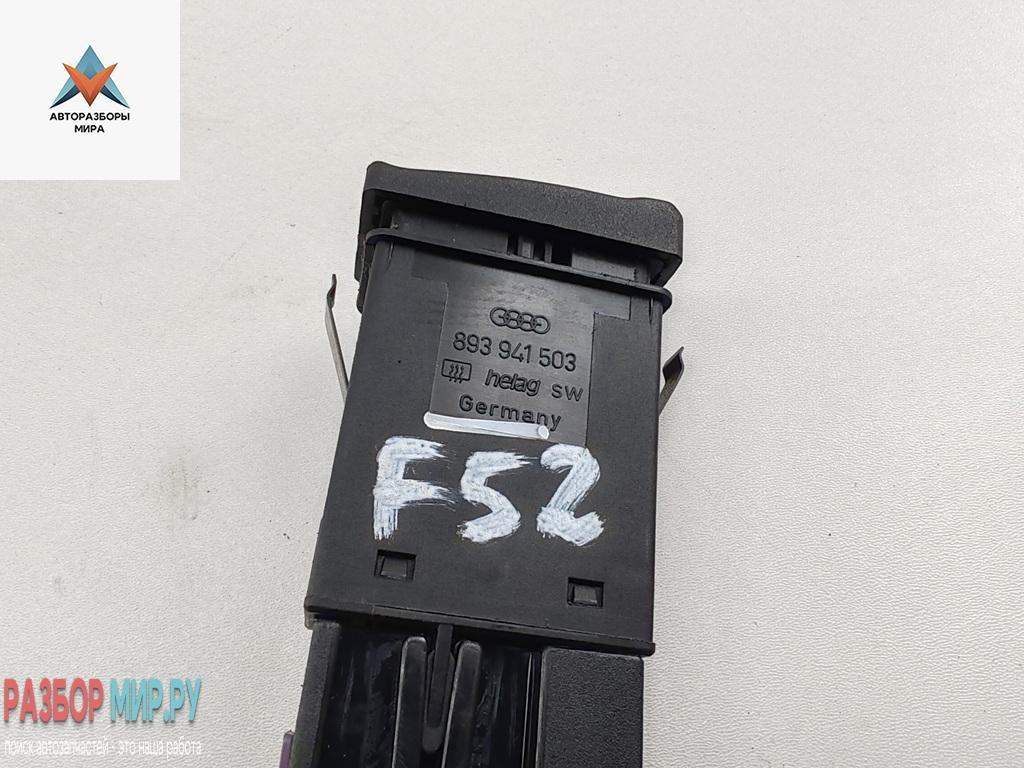 АВТОРАЗБОРЫ
МИРА
893 941 503
helag sw
Germany
F52
РАЗБОР МИР.РУ
поиск автозапчастей - это наша работа